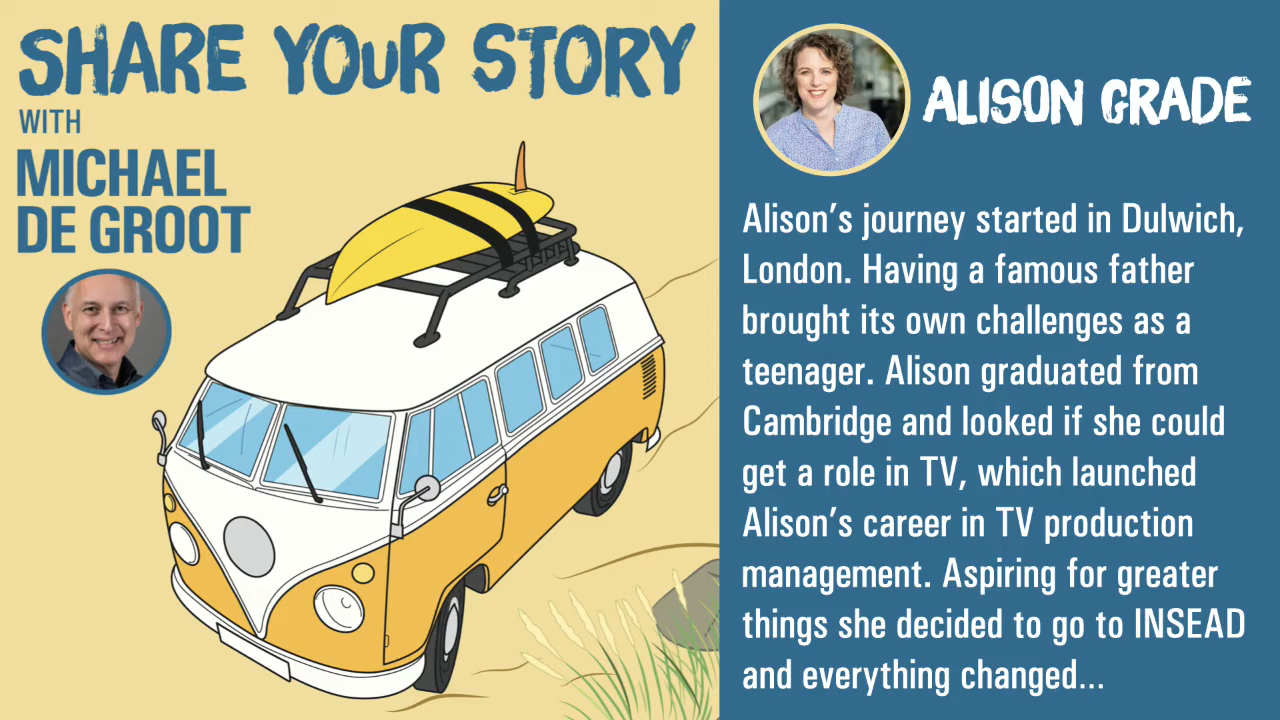 SHARE YOUR STORY
WITH
MICHAEL
DE GROOT
ALISON GRADE
Alison’s journey started in Dulwich,
London. Having a famous father
brought its own challenges as a
teenager. Alison graduated from
Cambridge and looked if she could
get a role in TV, which launched
Alison’s career in TV production
management. Aspiring for greater
things she decided to go to INSEAD
and everything changed...